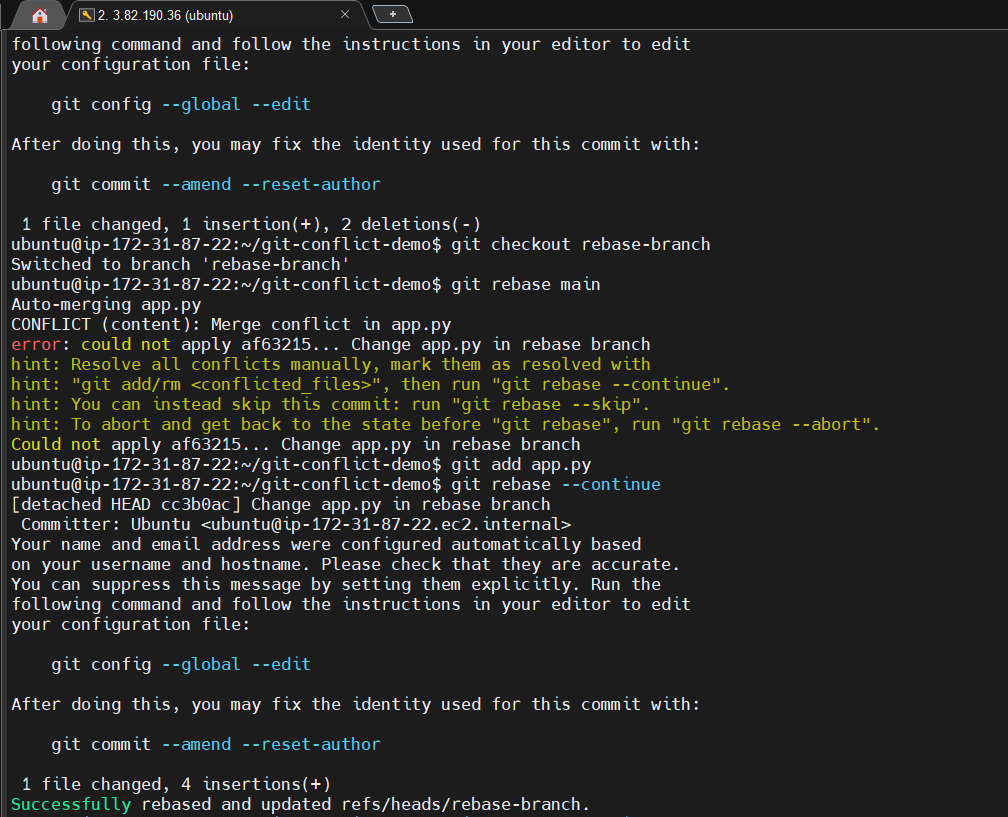 2. 3.82.190.36 (ubuntu)
following command and follow the instructions in your editor to edit
your configuration file:
git config --global --edit
After doing this, you may fix the identity used for this commit with:
git commit --amend --reset-author
1 file changed, 1 insertion(+), 2 deletions(-)
ubuntu@ip-172-31-87-22:~/git-conflict-demo$ git checkout rebase-branch
Switched to branch 'rebase-branch'
ubuntu@ip-172-31-87-22:~/git-conflict-demo$ git rebase main
Auto-merging app.py
CONFLICT (content): Merge conflict in app.py
error: could not apply af63215... Change app.py in rebase branch
hint: Resolve all conflicts manually, mark them as resolved with
hint: "git add/rm <conflicted_files>", then run "git rebase --continue".
hint: You can instead skip this commit: run "git rebase --skip".
hint: To abort and get back to the state before "git rebase", run "git rebase --abort".
Could not apply af63215... Change app.py in rebase branch
ubuntu@ip-172-31-87-22:~/git-conflict-demo$ git add app.py
ubuntu@ip-172-31-87-22:~/git-conflict-demo$ git rebase --continue
[detached HEAD cc3b0ac] Change app.py in rebase branch
Committer: Ubuntu <ubuntu@ip-172-31-87-22.ec2.internal>
Your name and email address were configured automatically based
on your username and hostname. Please check that they are accurate.
You can suppress this message by setting them explicitly. Run the
following command and follow the instructions in your editor to edit
your configuration file:
git config --global --edit
After doing this, you may fix the identity used for this commit with:
git commit --amend --reset-author
1 file changed, 4 insertions(+)
Successfully rebased and updated refs/heads/rebase-branch.